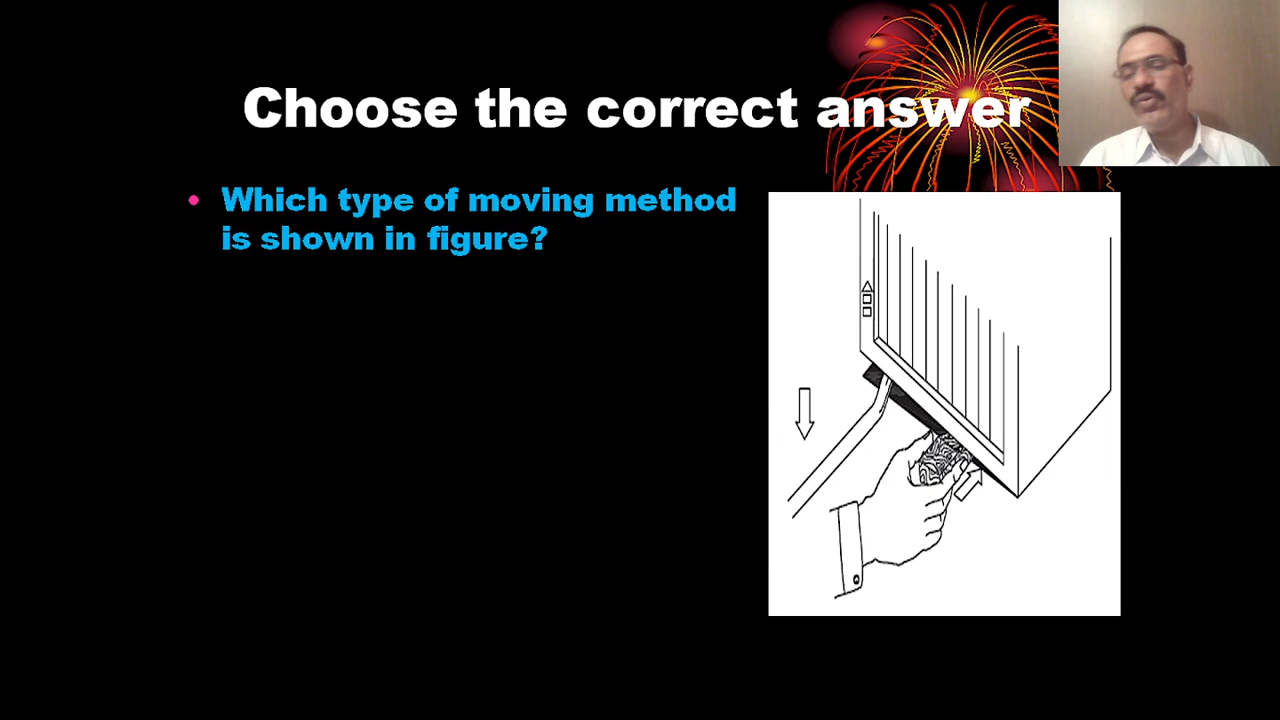 Choose the correct answer
Which type of moving method
is shown in figure?